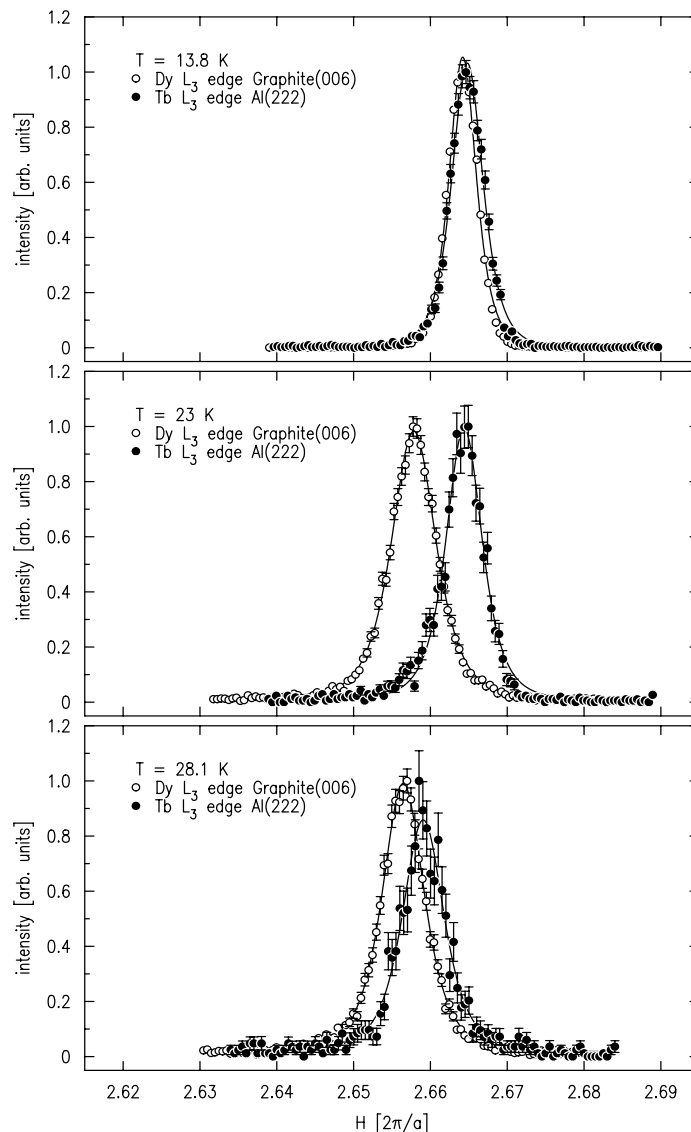 1.2
1.0
0.8
0.6
0.4
0.2
0
intensity [arb. units]
T = 13.8 K
○ Dy L₃ edge Graphite(006)
● Tb L₃ edge Al(222)
1.2
1.0
0.8
0.6
0.4
0.2
0
intensity [arb. units]
T = 23 K
○ Dy L₃ edge Graphite(006)
● Tb L₃ edge Al(222)
1.2
1.0
0.8
0.6
0.4
0.2
0
intensity [arb. units]
T = 28.1 K
○ Dy L₃ edge Graphite(006)
● Tb L₃ edge Al(222)
2.62 2.63 2.64 2.65 2.66 2.67 2.68 2.69
H [2π/a]